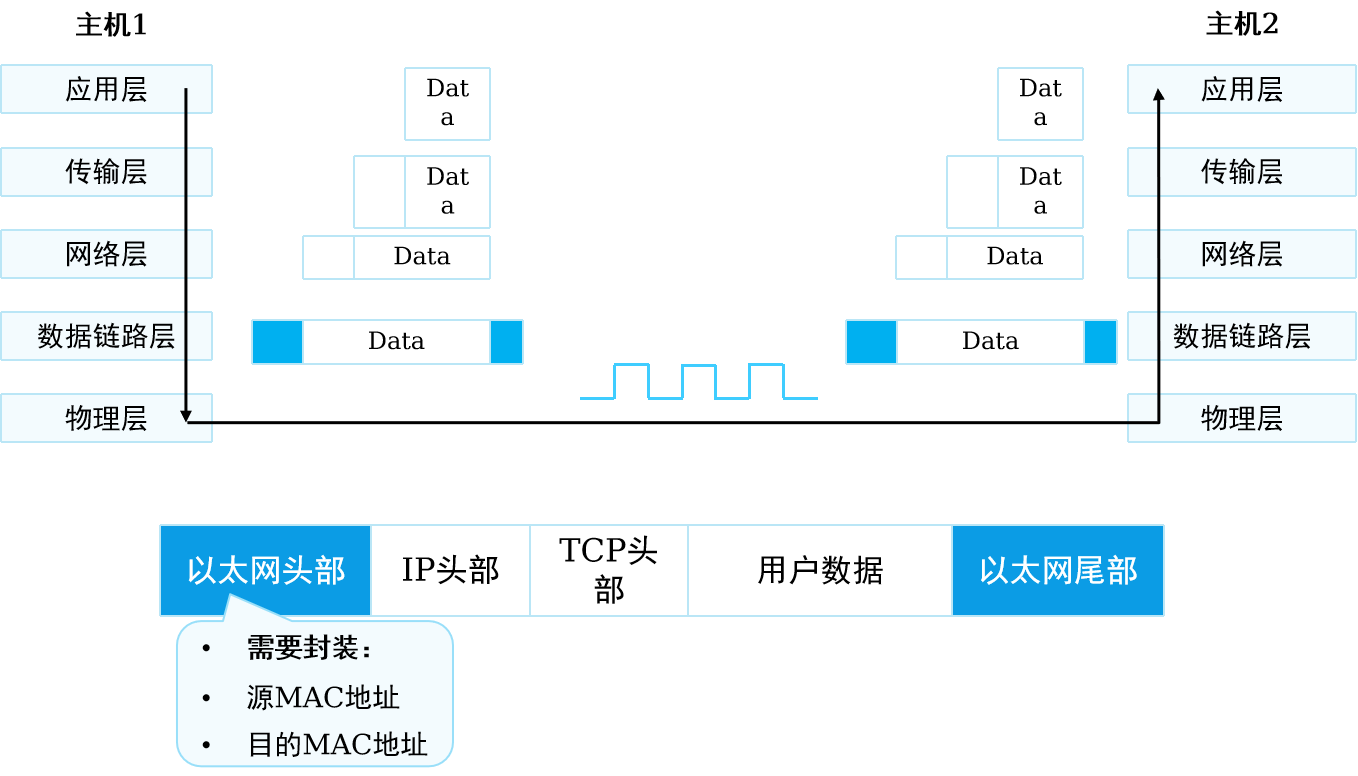 主机1
主机2
应用层
Dat
a
Dat
a
应用层
传输层
Dat
a
Dat
a
传输层
网络层
Data
Data
网络层
数据链路层
Data
Data
数据链路层
物理层
物理层
以太网头部
IP头部
TCP头
部
用户数据
以太网尾部
• 需要封装：
• 源MAC地址
• 目的MAC地址